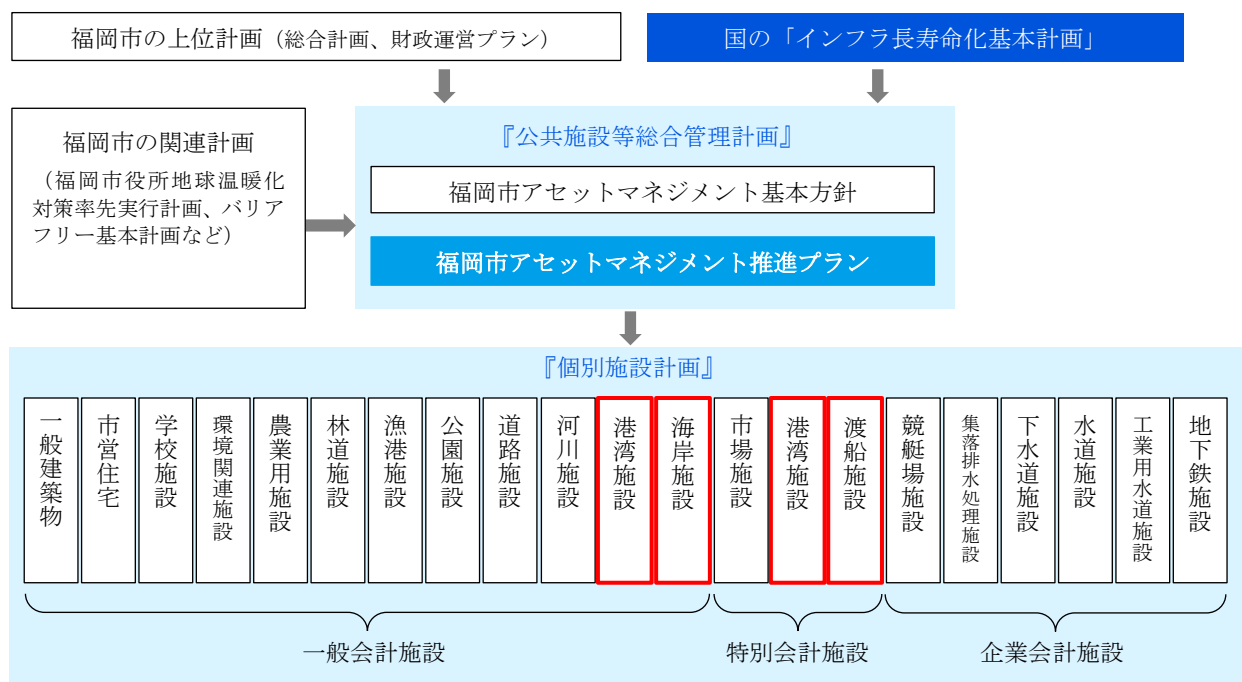 福岡市の上位計画（総合計画、財政運営プラン）
国の「インフラ長寿命化基本計画」
福岡市の関連計画
（福岡市役所地球温暖化
対策率先実行計画、バリア
フリー基本計画など）
『公共施設等総合管理計画』
福岡市アセットマネジメント基本方針
福岡市アセットマネジメント推進プラン
『個別施設計画』
一般建築物
市営住宅
学校施設
環境関連施設
農業用施設
林道施設
漁港施設
公園施設
道路施設
河川施設
港湾施設
海岸施設
市場施設
港湾施設
渡船施設
競艇場施設
集落排水処理施設
下水道施設
水道施設
工業用水道施設
地下鉄施設
一般会計施設
特別会計施設
企業会計施設